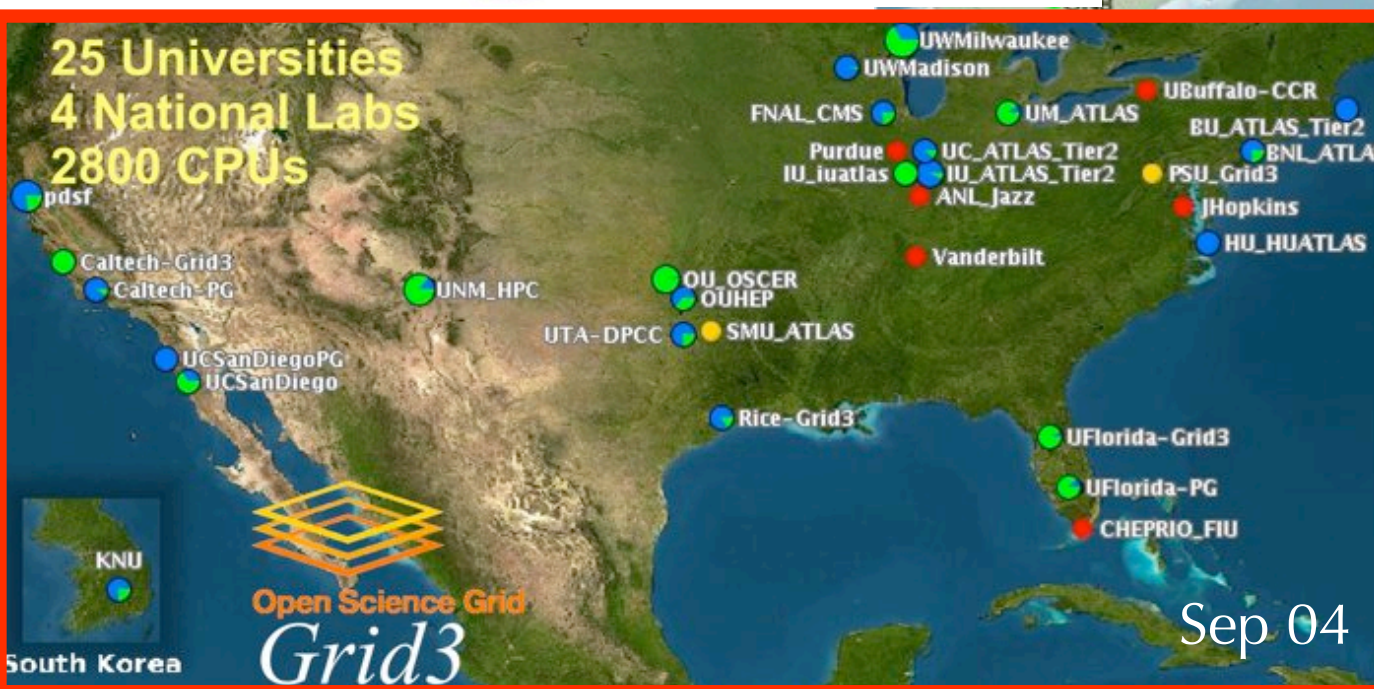 25 Universities
4 National Labs
2800 CPUs
UWMilwaukee
UWMadison
FNAL_CMS
UM_ATLAS
UBuffalo-CCR
BU_ATLAS_Tier2
Purdue
UC_ATLAS_Tier2
BNL_ATLA
IU_iuatlas
IU_ATLAS_Tier2
PSU_Grid3
ANL_Jazz
JHopkins
pdsf
HU_HUATLAS
Vanderbilt
Caltech-Grid3
Caltech-PG
UNM_HPC
OU_OSCER
OUHEP
UTA-DPCC
SMU_ATLAS
UCSanDiegoPG
UCSanDiego
Rice-Grid3
UFlorida-Grid3
UFlorida-PG
CHEPRIO_FIU
KNU
South Korea
Open Science Grid
Grid3
Sep 04